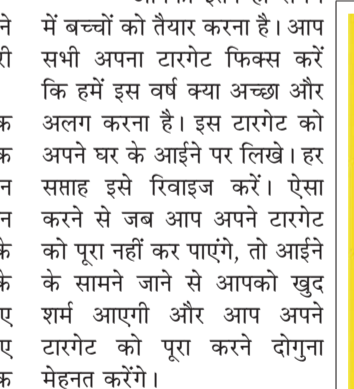 में बच्चों को तैयार करना है। आप
सभी अपना टारगेट फिक्स करें
कि हमें इस वर्ष क्या अच्छा और
अलग करना है। इस टारगेट को
अपने घर के आईने पर लिखे। हर
सप्ताह इसे रिवाइज करें। ऐसा
करने से जब आप अपने टारगेट
को पूरा नहीं कर पाएंगे, तो आईने
के सामने जाने से आपको खुद
शर्म आएगी और आप अपने
टारगेट को पूरा करने दोगुना
मेहनत करेंगे।